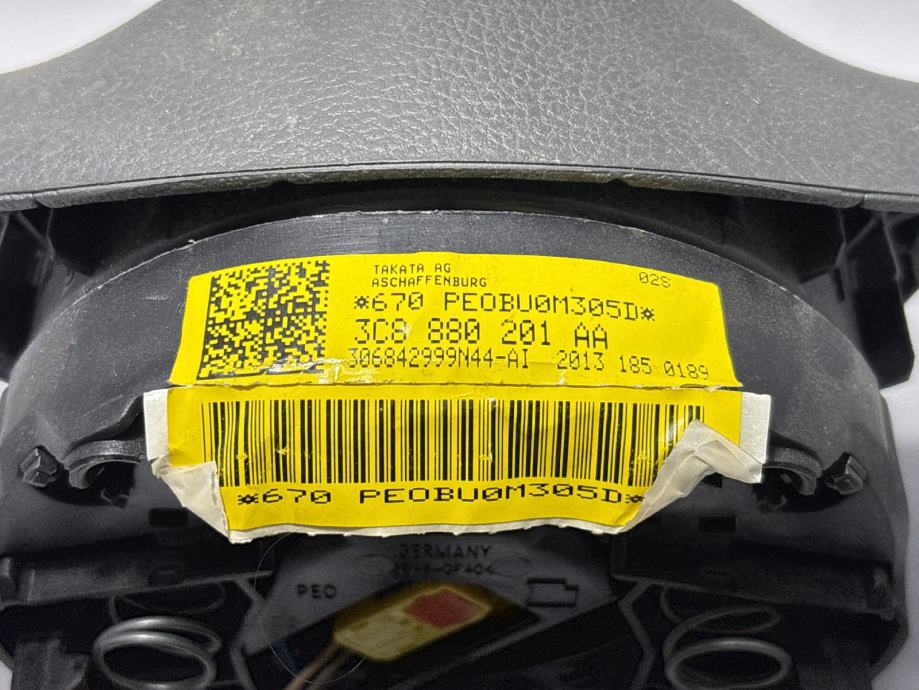 TAKATA AG
ASCHAFFENBURG
02S
*670 PEOBU0M305D*
3C8 880 201 AA
306842999N44-AI 2013 185 0189
*670 PEOBU0M305D*
GERMANY
PEO